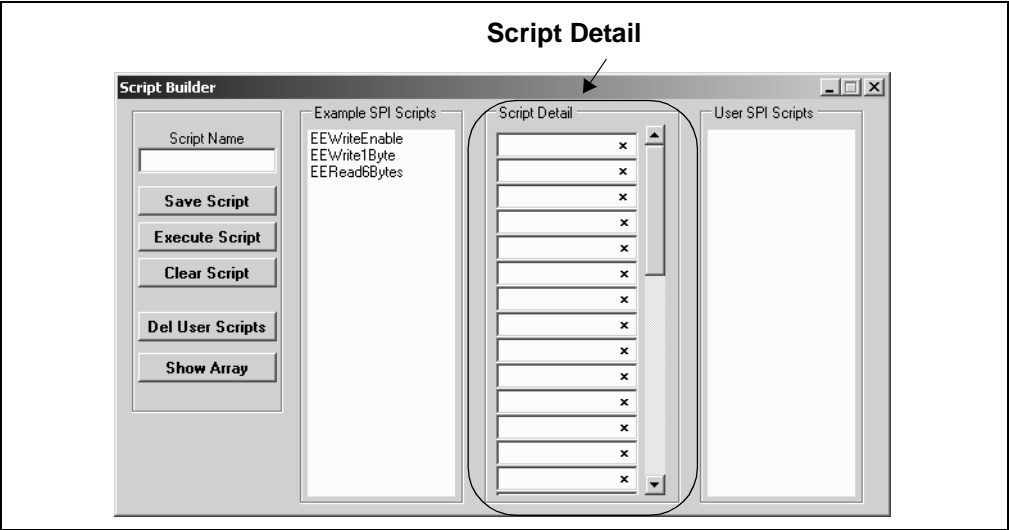 Script Detail
Script Builder
Script Name
Save Script
Execute Script
Clear Script
Del User Scripts
Show Array
Example SPI Scripts
EEWriteEnable
EEWrite1Byte
EERead6Bytes
Script Detail
×
×
×
×
×
×
×
×
×
×
×
×
×
×
User SPI Scripts